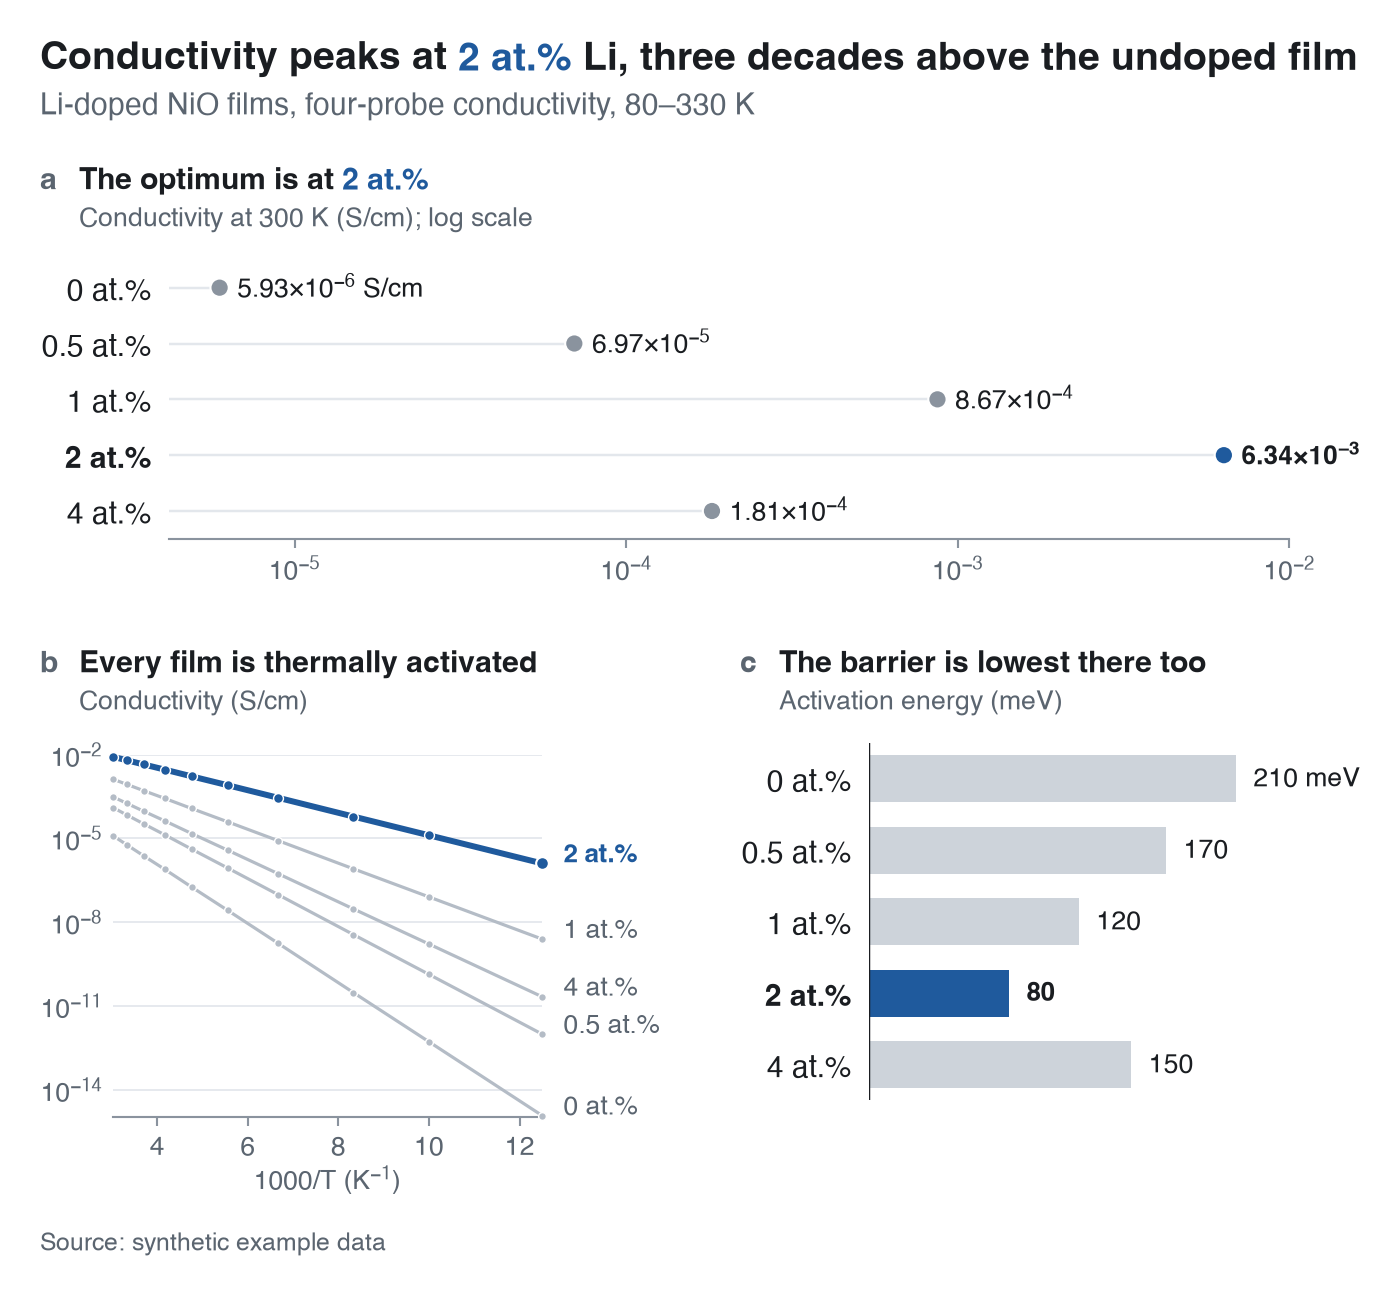 Conductivity peaks at 2 at.% Li, three decades above the undoped film
Li-doped NiO films, four-probe conductivity, 80–330 K
a The optimum is at 2 at.%
Conductivity at 300 K (S/cm); log scale
0 at.% 5.93×10⁻⁶ S/cm
0.5 at.% 6.97×10⁻⁵
1 at.% 8.67×10⁻⁴
2 at.% 6.34×10⁻³
4 at.% 1.81×10⁻⁴
10⁻⁵ 10⁻⁴ 10⁻³ 10⁻²
b Every film is thermally activated
Conductivity (S/cm)
10⁻²
10⁻⁵
10⁻⁸
10⁻¹¹
10⁻¹⁴
2 at.%
1 at.%
4 at.%
0.5 at.%
0 at.%
4 6 8 10 12
1000/T (K⁻¹)
c The barrier is lowest there too
Activation energy (meV)
0 at.% 210 meV
0.5 at.% 170
1 at.% 120
2 at.% 80
4 at.% 150
Source: synthetic example data